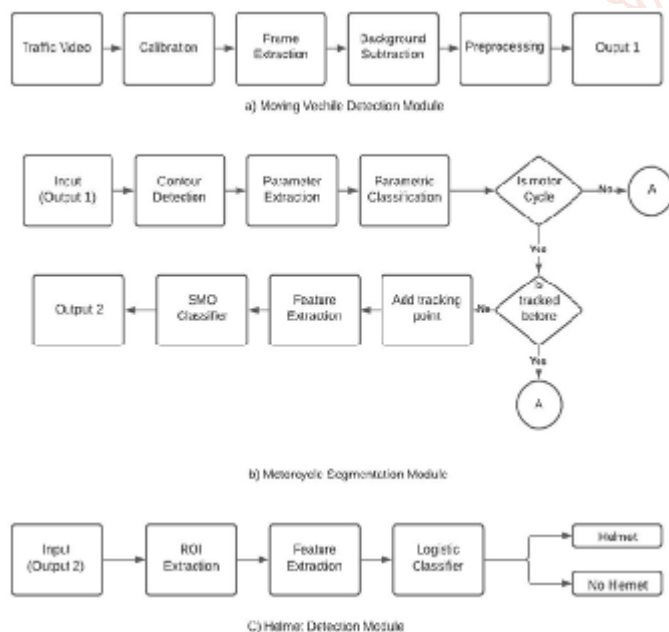 Traffic Video
Calibration
Frame
Extraction
Background
Subtraction
Preprocessing
Ouput 1
a) Moving Vechile Detection Module
Input
(Output 1)
Contour
Detection
Parameter
Extraction
Parametric
Classification
Is motor
Cycle
No
A
Yes
Output 2
SMO
Classifier
Feature
Extraction
Add tracking
point
No
Is
tracked
before
Yes
A
b) Motorcycle Segmentation Module
Input
(Output 2)
ROI
Extraction
Feature
Extraction
Logistic
Classifier
Helmet
No Hemet
C) Helmet Detection Module